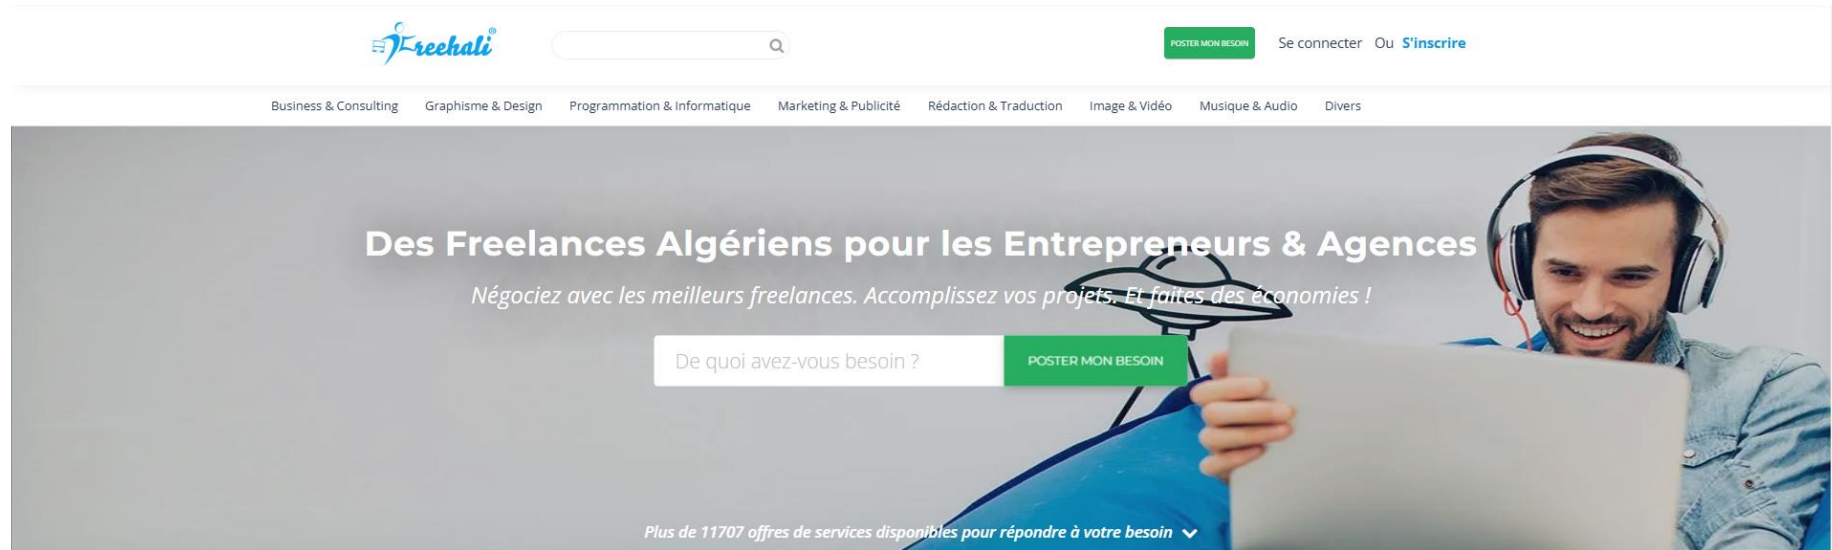 Freehali®
POSTER MON BESOIN
Se connecter Ou S'inscrire
Business & Consulting Graphisme & Design Programmation & Informatique Marketing & Publicité Rédaction & Traduction Image & Vidéo Musique & Audio Divers
Des Freelances Algériens pour les Entrepreneurs & Agences
Négociez avec les meilleurs freelances. Accomplissez vos projets. Et faites des économies !
De quoi avez-vous besoin ?
POSTER MON BESOIN
Plus de 11707 offres de services disponibles pour répondre à votre besoin